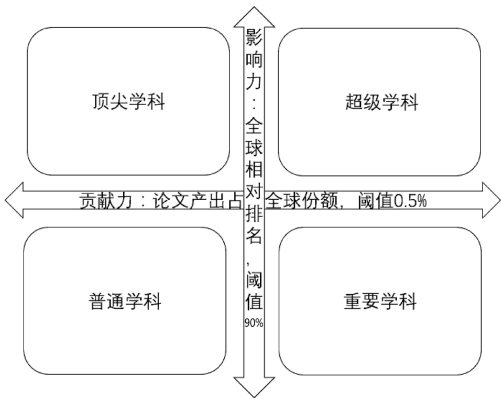 顶尖学科
超级学科
影响力：全球相对排名，阈值90%
贡献力：论文产出占全球份额，阈值0.5%
普通学科
重要学科